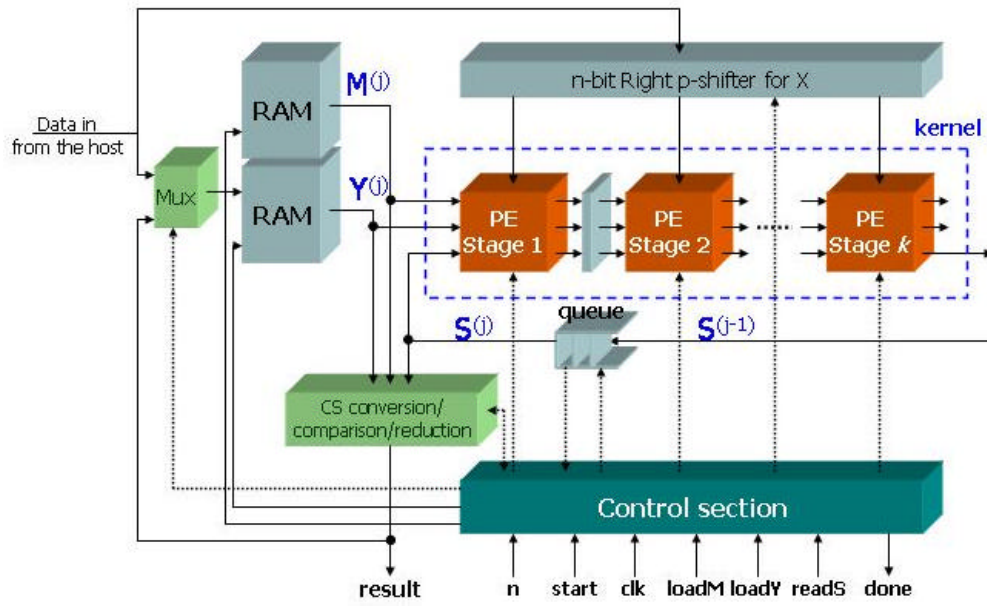 n-bit Right p-shifter for X
M(j)
RAM
kernel
Data in
from the host
Mux
Y(j)
RAM
PE
Stage 1
PE
Stage 2
PE
Stage k
queue
S(j)
S(j-1)
CS conversion/
comparison/reduction
Control section
result
n
start
clk
loadM
loadY
readS
done